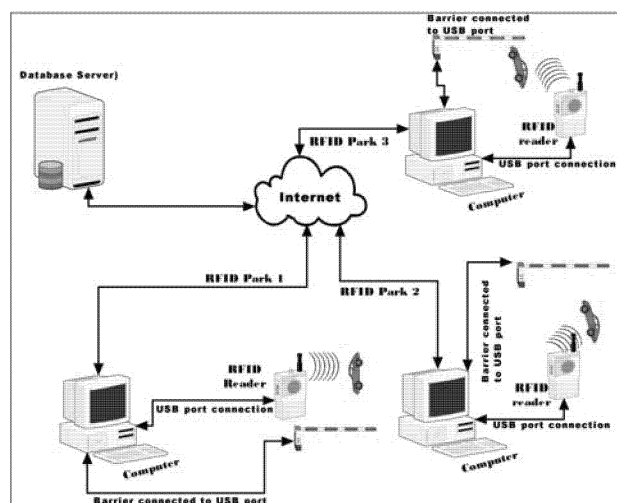 Barrier connected
to USB port
Database Server)
RFID
reader
RFID Park 3
USB port connection
Internet
Computer
RFID Park 1
RFID Park 2
Barrier connected
to USB port
RFID
Reader
RFID
reader
USB port connection
USB port connection
Computer
Computer
Barrier connected to USB port